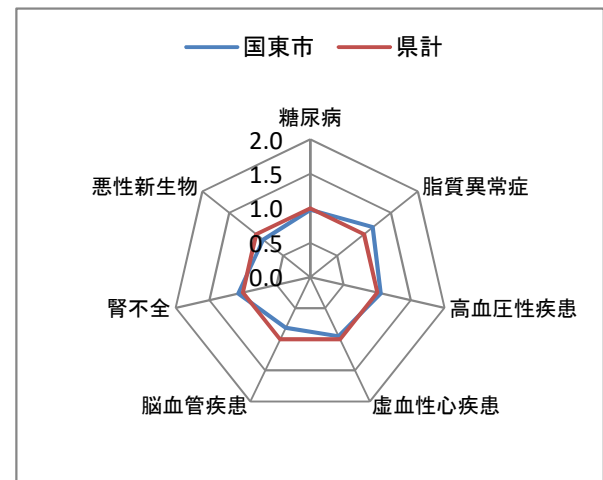 国東市 県計
糖尿病
2.0
1.5
1.0
0.5
0.0
脂質異常症
高血圧性疾患
虚血性心疾患
脳血管疾患
腎不全
悪性新生物